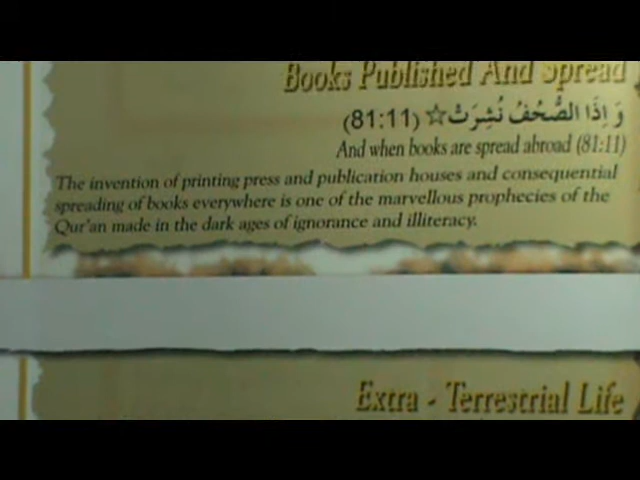 Books Published And Spread
وَ اِذَا الصُّحُفُ نُشِرَتْ ☆ (81:11)
And when books are spread abroad (81:11)
The invention of printing press and publication houses and consequential
spreading of books everywhere is one of the marvellous prophecies of the
Qur'an made in the dark ages of ignorance and illiteracy.
Extra - Terrestrial Life